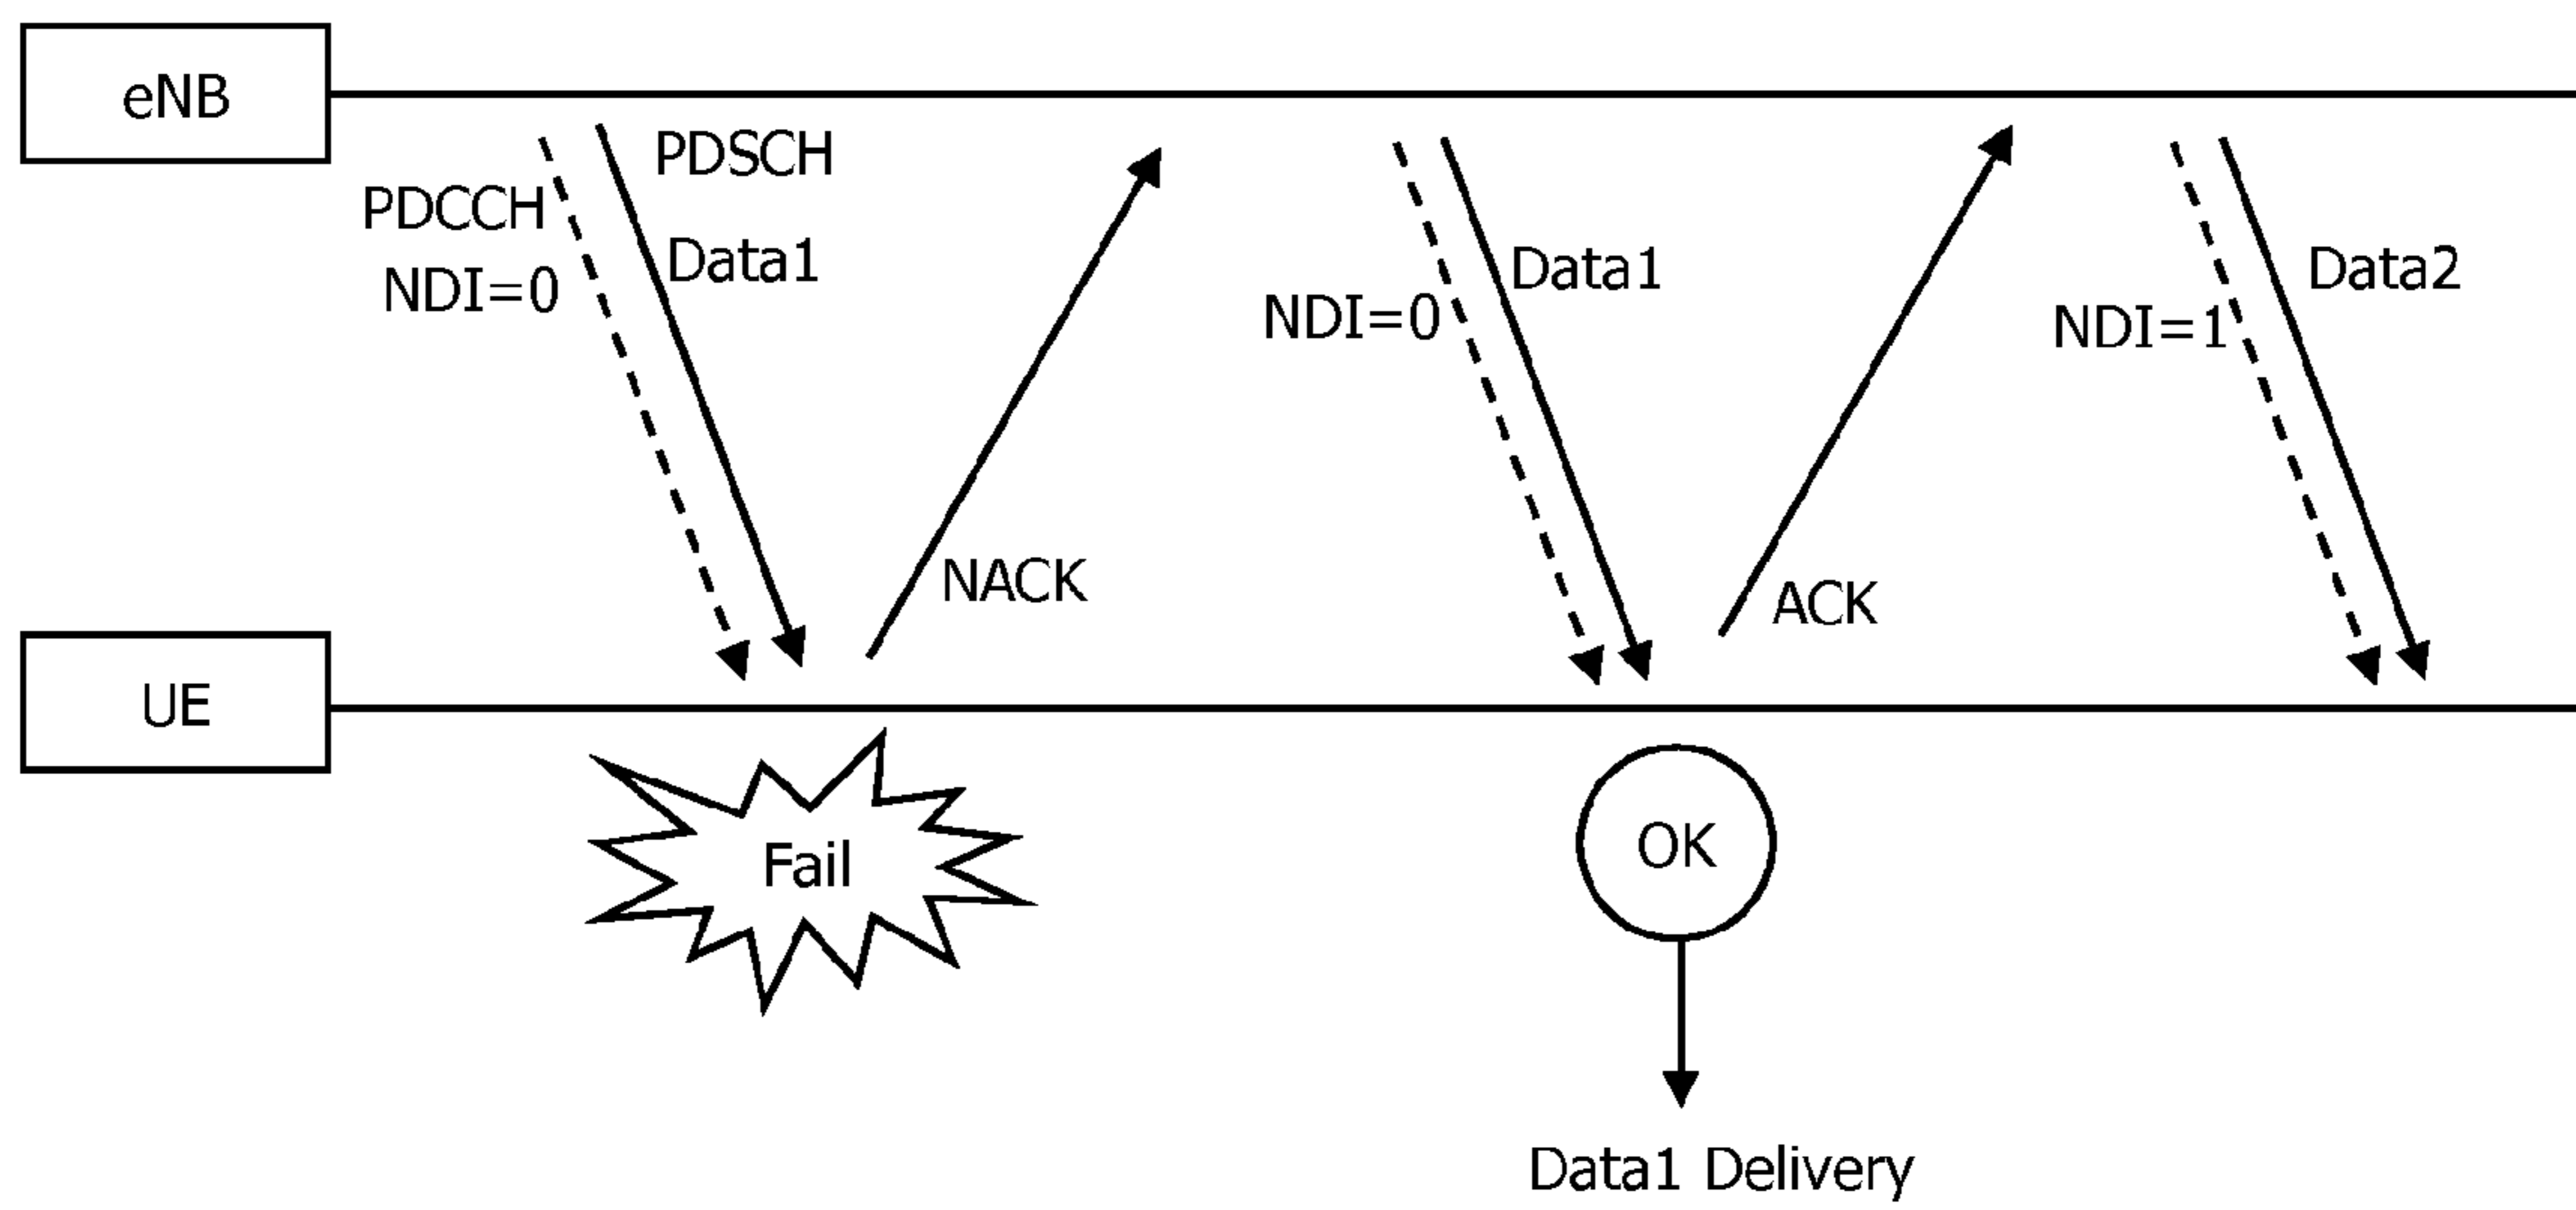 eNB
PDSCH
PDCCH
Data1
NDI=0
NACK
NDI=0
Data1
ACK
NDI=1
Data2
UE
Fail
OK
Data1 Delivery